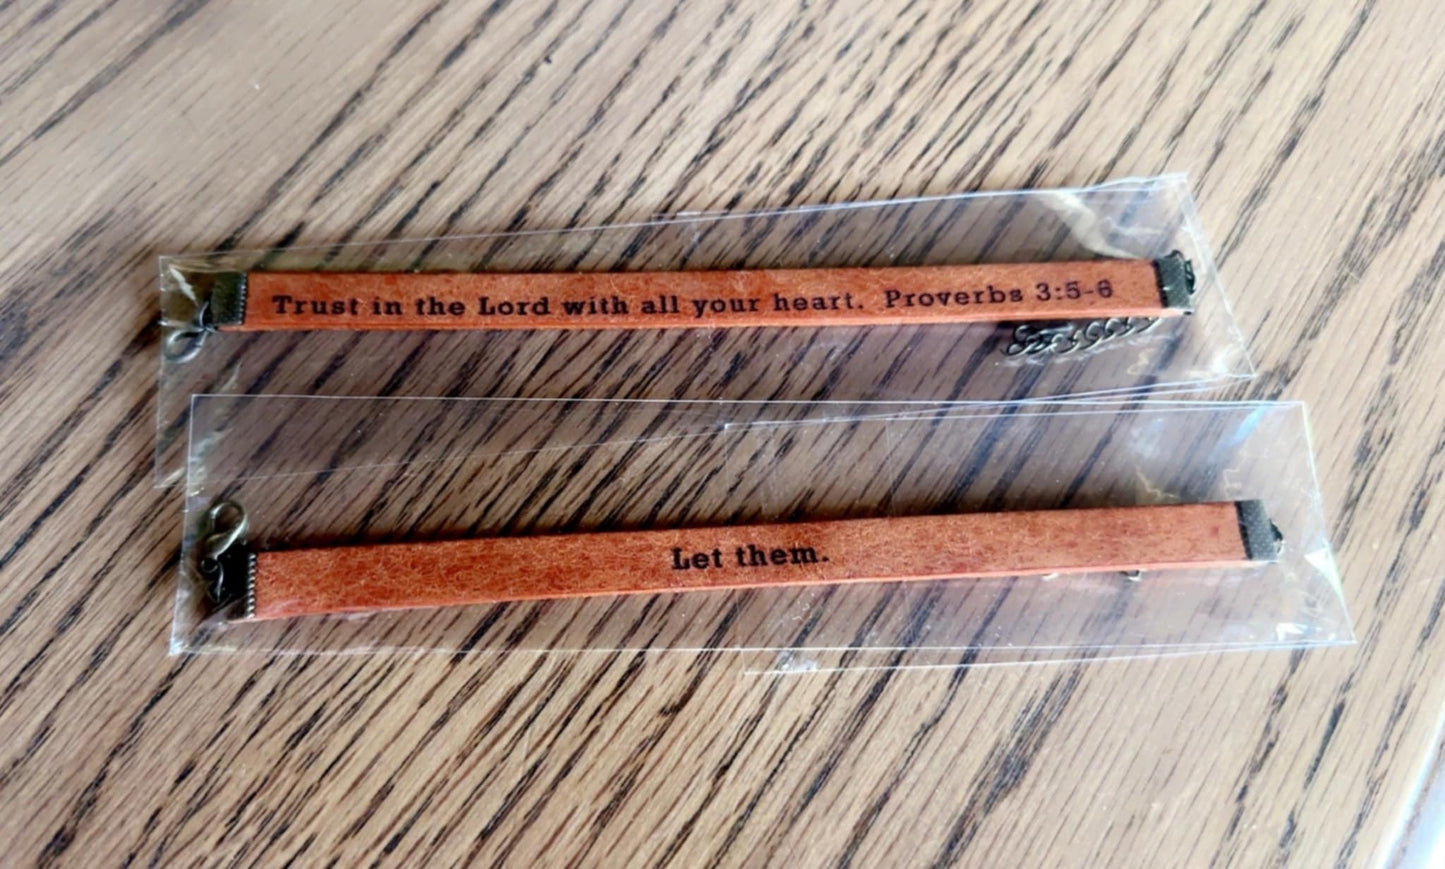 Trust in the Lord with all your heart. Proverbs 3:5-6
Let them.